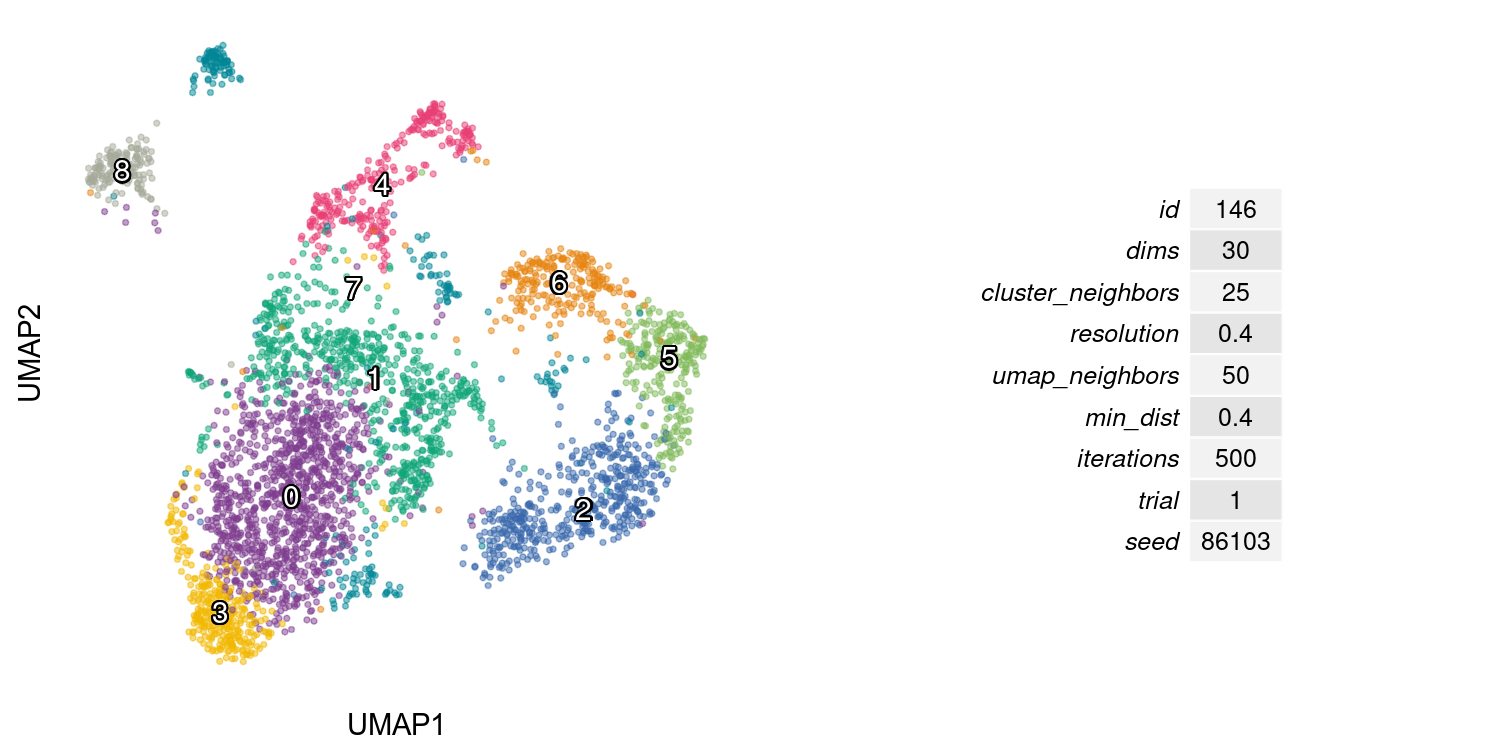 8
4
7
6
1
5
0
2
3
UMAP2
UMAP1
id 146
dims 30
cluster_neighbors 25
resolution 0.4
umap_neighbors 50
min_dist 0.4
iterations 500
trial 1
seed 86103